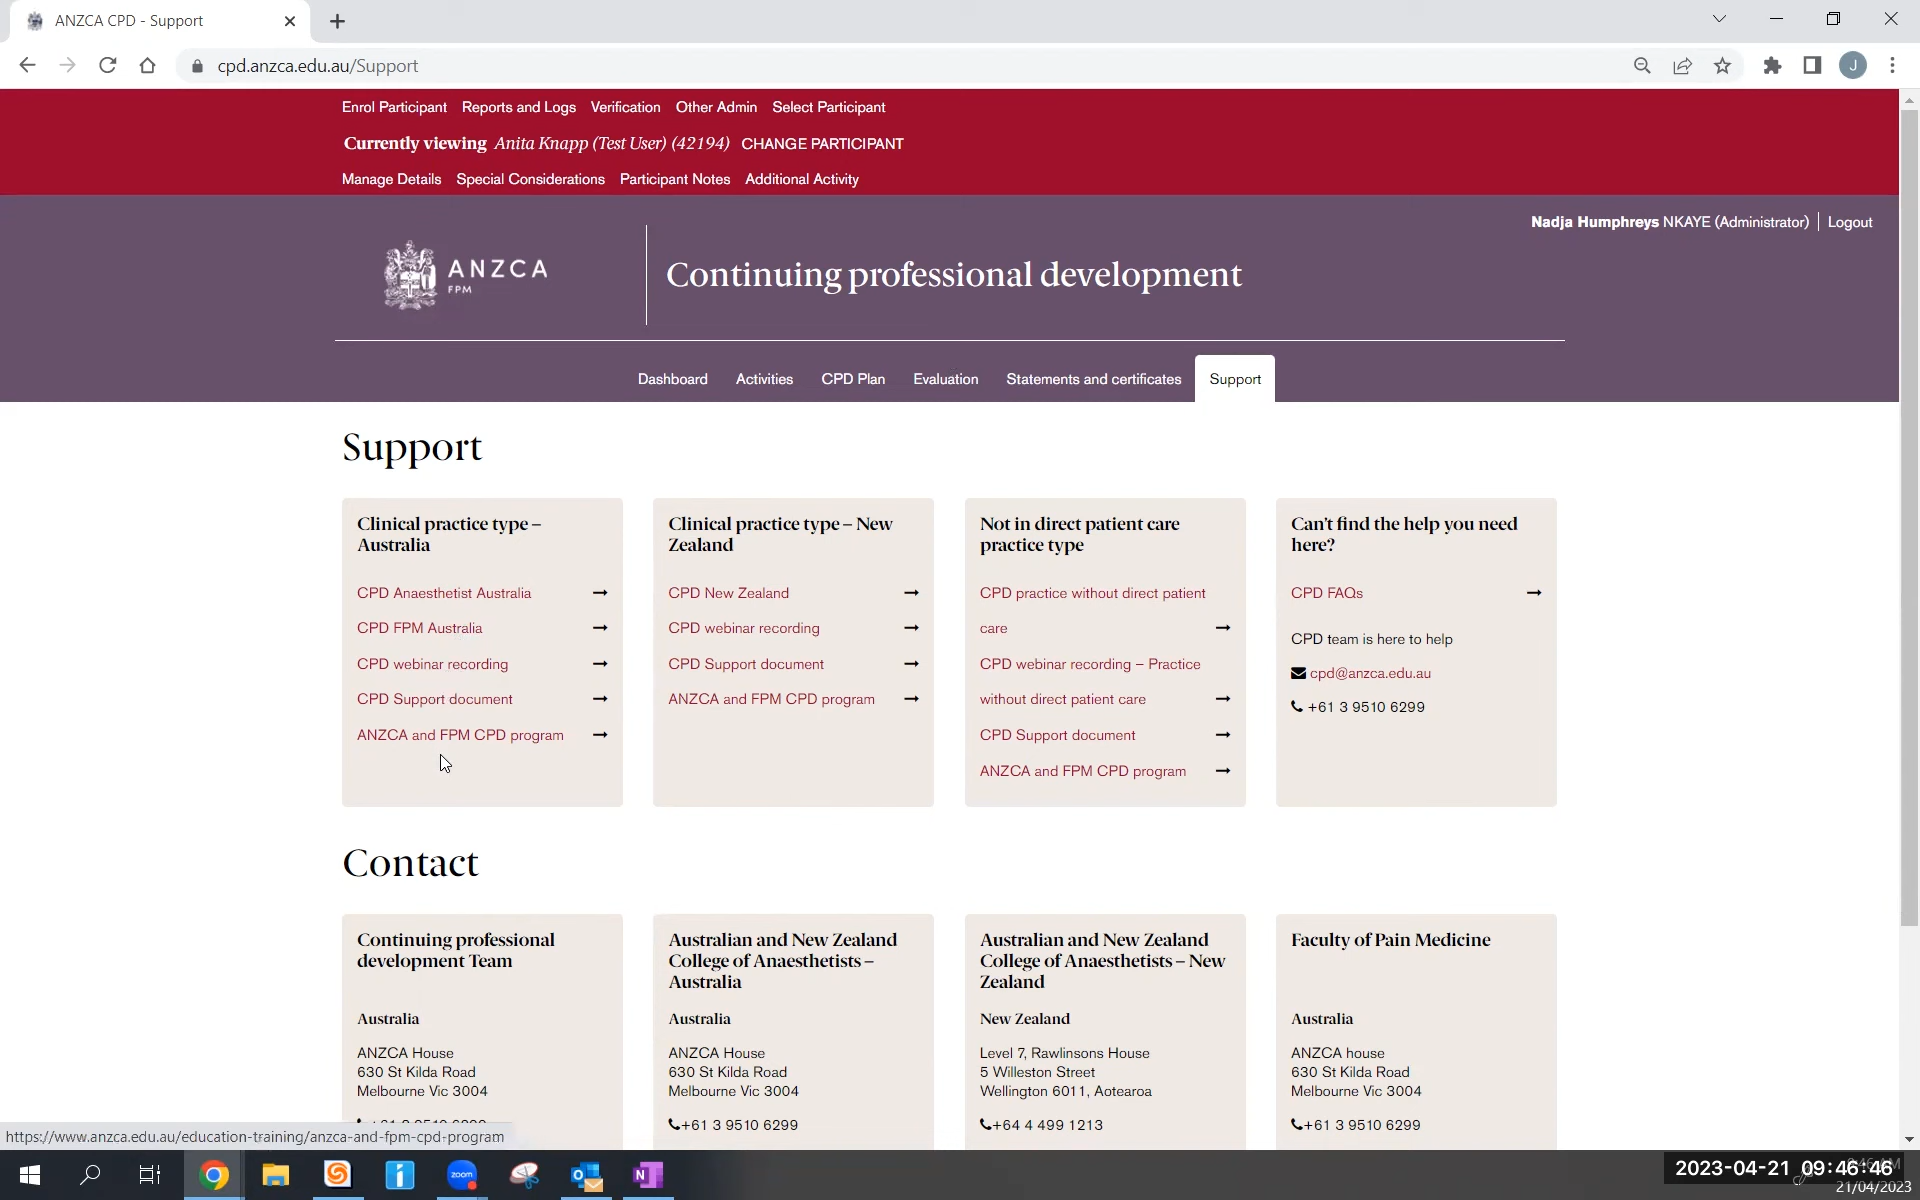 ANZCA CPD - Support
cpd.anzca.edu.au/Support
J
Enrol Participant Reports and Logs Verification Other Admin Select Participant
Currently viewing Anita Knapp (Test User) (42194) CHANGE PARTICIPANT
Manage Details Special Considerations Participant Notes Additional Activity
Nadja Humphreys NKAYE (Administrator) Logout
ANZCA
FPM
Continuing professional development
Dashboard Activities CPD Plan Evaluation Statements and certificates Support
Support
Clinical practice type –
Australia
CPD Anaesthetist Australia
CPD FPM Australia
CPD webinar recording
CPD Support document
ANZCA and FPM CPD program
Clinical practice type – New
Zealand
CPD New Zealand
CPD webinar recording
CPD Support document
ANZCA and FPM CPD program
Not in direct patient care
practice type
CPD practice without direct patient
care
CPD webinar recording – Practice
without direct patient care
CPD Support document
ANZCA and FPM CPD program
Can't find the help you need
here?
CPD FAQs
CPD team is here to help
cpd@anzca.edu.au
+61 3 9510 6299
Contact
Continuing professional
development Team
Australia
ANZCA House
630 St Kilda Road
Melbourne Vic 3004
Australian and New Zealand
College of Anaesthetists –
Australia
Australia
ANZCA House
630 St Kilda Road
Melbourne Vic 3004
+61 3 9510 6299
Australian and New Zealand
College of Anaesthetists – New
Zealand
New Zealand
Level 7, Rawlinsons House
5 Willeston Street
Wellington 6011, Aotearoa
+64 4 499 1213
Faculty of Pain Medicine
Australia
ANZCA house
630 St Kilda Road
Melbourne Vic 3004
+61 3 9510 6299
https://www.anzca.edu.au/education-training/anzca-and-fpm-cpd-program
zoom
N
2023-04-21 09:46:46
21/04/2023